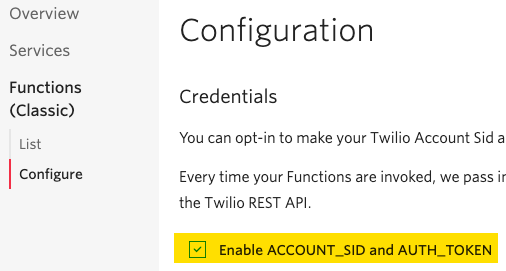 Overview
Services
Functions
(Classic)
List
Configure
Configuration
Credentials
You can opt-in to make your Twilio Account Sid a
Every time your Functions are invoked, we pass in
the Twilio REST API.
Enable ACCOUNT_SID and AUTH_TOKEN